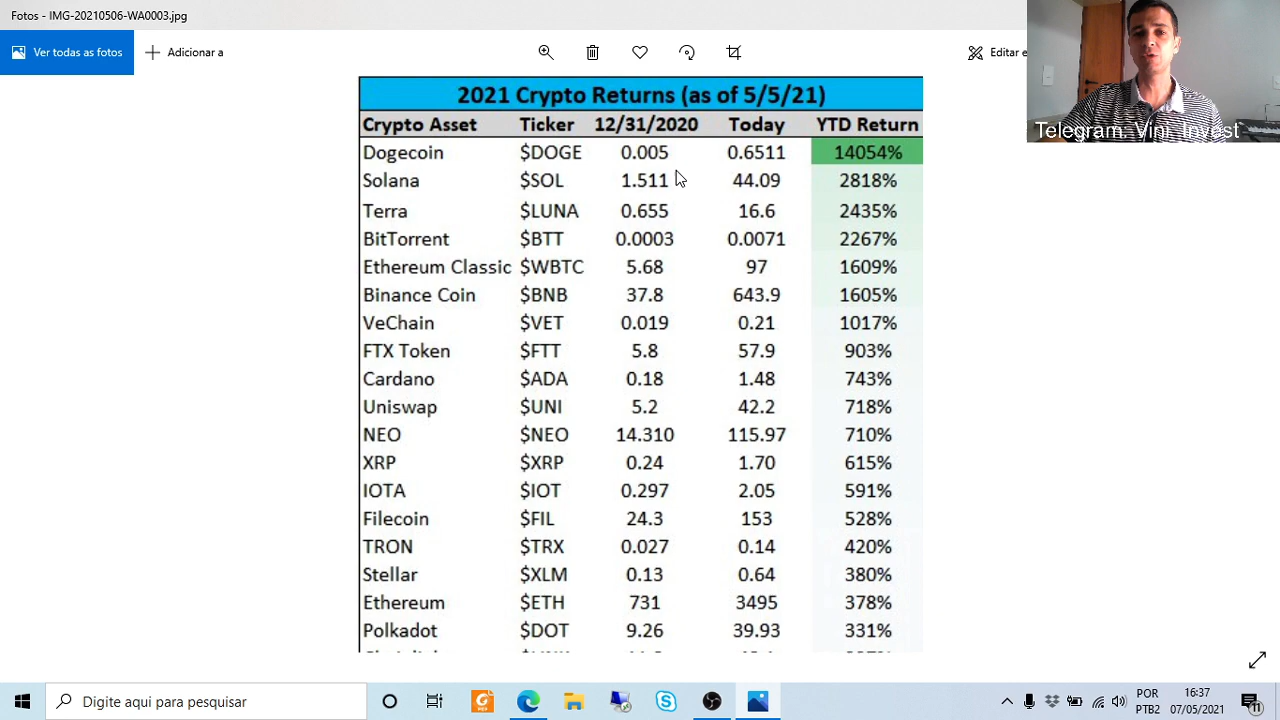 Fotos - IMG-20210506-WA0003.jpg
Ver todas as fotos
Adicionar a
Editar e
Telegram: Vini_Invest
2021 Crypto Returns (as of 5/5/21)
Crypto Asset Ticker 12/31/2020 Today YTD Return
Dogecoin $DOGE 0.005 0.6511 14054%
Solana $SOL 1.511 44.09 2818%
Terra $LUNA 0.655 16.6 2435%
BitTorrent $BTT 0.0003 0.0071 2267%
Ethereum Classic $WBTC 5.68 97 1609%
Binance Coin $BNB 37.8 643.9 1605%
VeChain $VET 0.019 0.21 1017%
FTX Token $FTT 5.8 57.9 903%
Cardano $ADA 0.18 1.48 743%
Uniswap $UNI 5.2 42.2 718%
NEO $NEO 14.310 115.97 710%
XRP $XRP 0.24 1.70 615%
IOTA $IOT 0.297 2.05 591%
Filecoin $FIL 24.3 153 528%
TRON $TRX 0.027 0.14 420%
Stellar $XLM 0.13 0.64 380%
Ethereum $ETH 731 3495 378%
Polkadot $DOT 9.26 39.93 331%
Digite aqui para pesquisar
POR
PTB2
6:37
07/05/2021
11